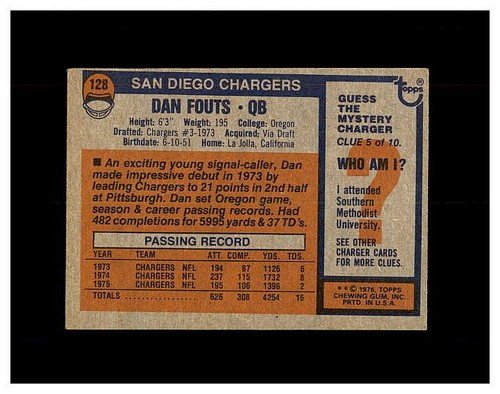 128
SAN DIEGO CHARGERS
DAN FOUTS • QB
Height: 6'3" Weight: 195 College: Oregon
Drafted: Chargers #3-1973 Acquired: Via Draft
Birthdate: 6-10-51 Home: La Jolla, California
■ An exciting young signal-caller, Dan
made impressive debut in 1973 by
leading Chargers to 21 points in 2nd half
at Pittsburgh. Dan set Oregon game,
season & career passing records. Had
482 completions for 5995 yards & 37 TD's.
PASSING RECORD
YEAR TEAM ATT. COMP. YDS. TDS.
1973 CHARGERS NFL 194 87 1126 6
1974 CHARGERS NFL 237 115 1732 8
1975 CHARGERS NFL 195 106 1396 2
TOTALS ................. 626 308 4254 16
topps®
GUESS
THE
MYSTERY
CHARGER
CLUE 5 of 10.
WHO AM I?
?
I attended
Southern
Methodist
University.
SEE OTHER
CHARGER CARDS
FOR MORE CLUES.
** © 1976, TOPPS
CHEWING GUM, INC.
PRTD. IN U.S.A.